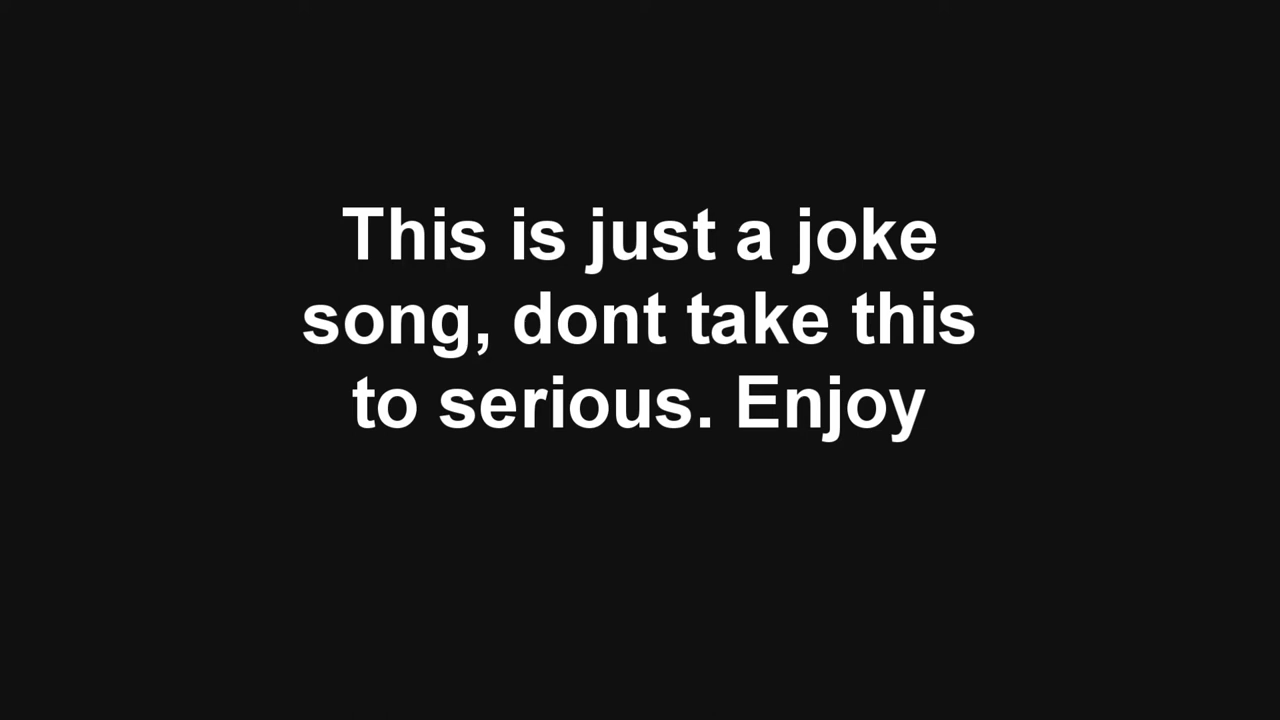 This is just a joke
song, dont take this
to serious. Enjoy